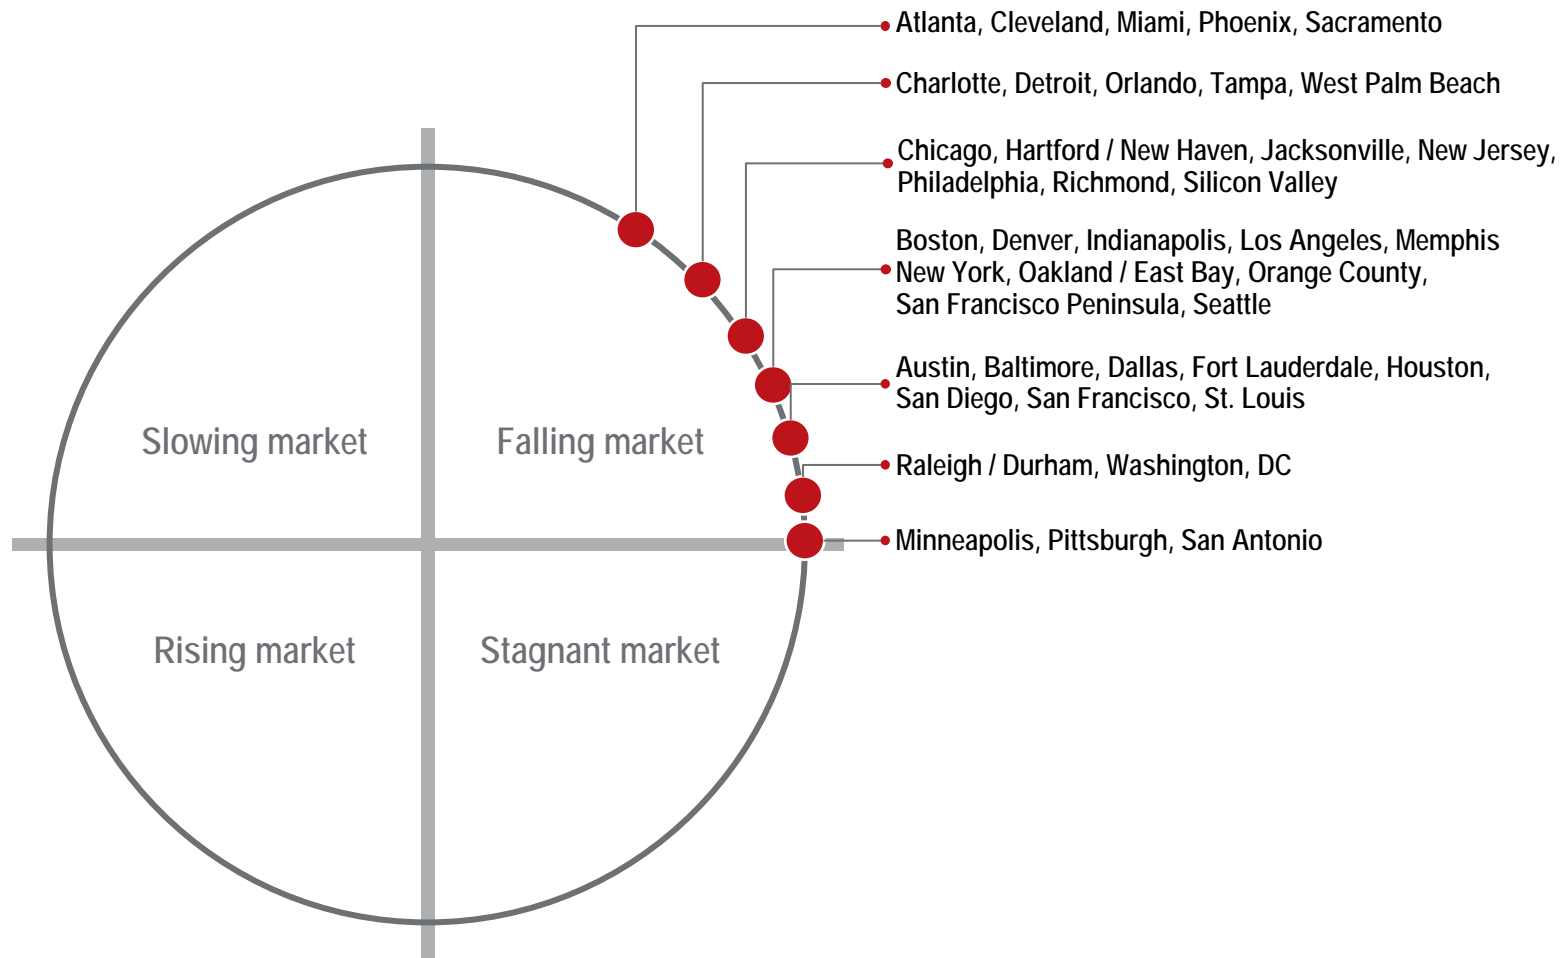 Atlanta, Cleveland, Miami, Phoenix, Sacramento
Charlotte, Detroit, Orlando, Tampa, West Palm Beach
Chicago, Hartford / New Haven, Jacksonville, New Jersey,
Philadelphia, Richmond, Silicon Valley
Boston, Denver, Indianapolis, Los Angeles, Memphis
New York, Oakland / East Bay, Orange County,
San Francisco Peninsula, Seattle
Austin, Baltimore, Dallas, Fort Lauderdale, Houston,
San Diego, San Francisco, St. Louis
Raleigh / Durham, Washington, DC
Minneapolis, Pittsburgh, San Antonio
Slowing market
Falling market
Rising market
Stagnant market